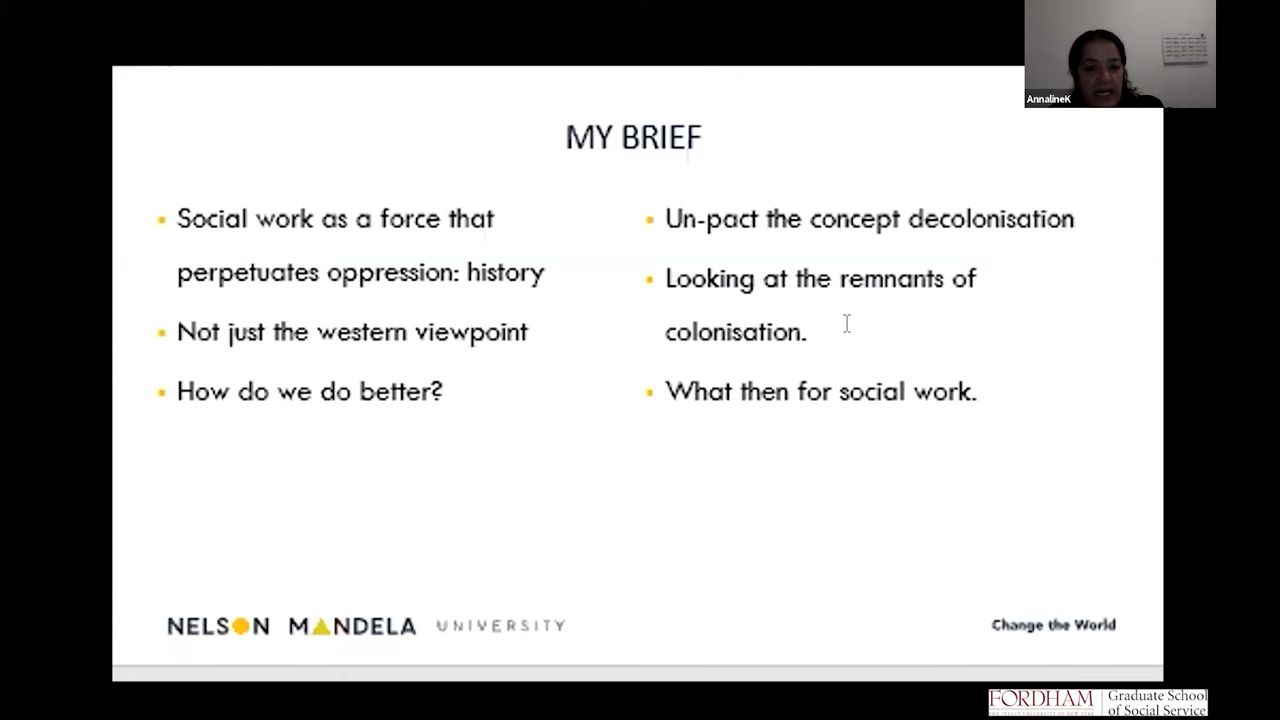 AnnalineK
MY BRIEF
Social work as a force that
perpetuates oppression: history
Not just the western viewpoint
How do we do better?
Un-pact the concept decolonisation
Looking at the remnants of
colonisation.
What then for social work.
NELSON MANDELA UNIVERSITY
Change the World
FORDHAM
Graduate School
of Social Service